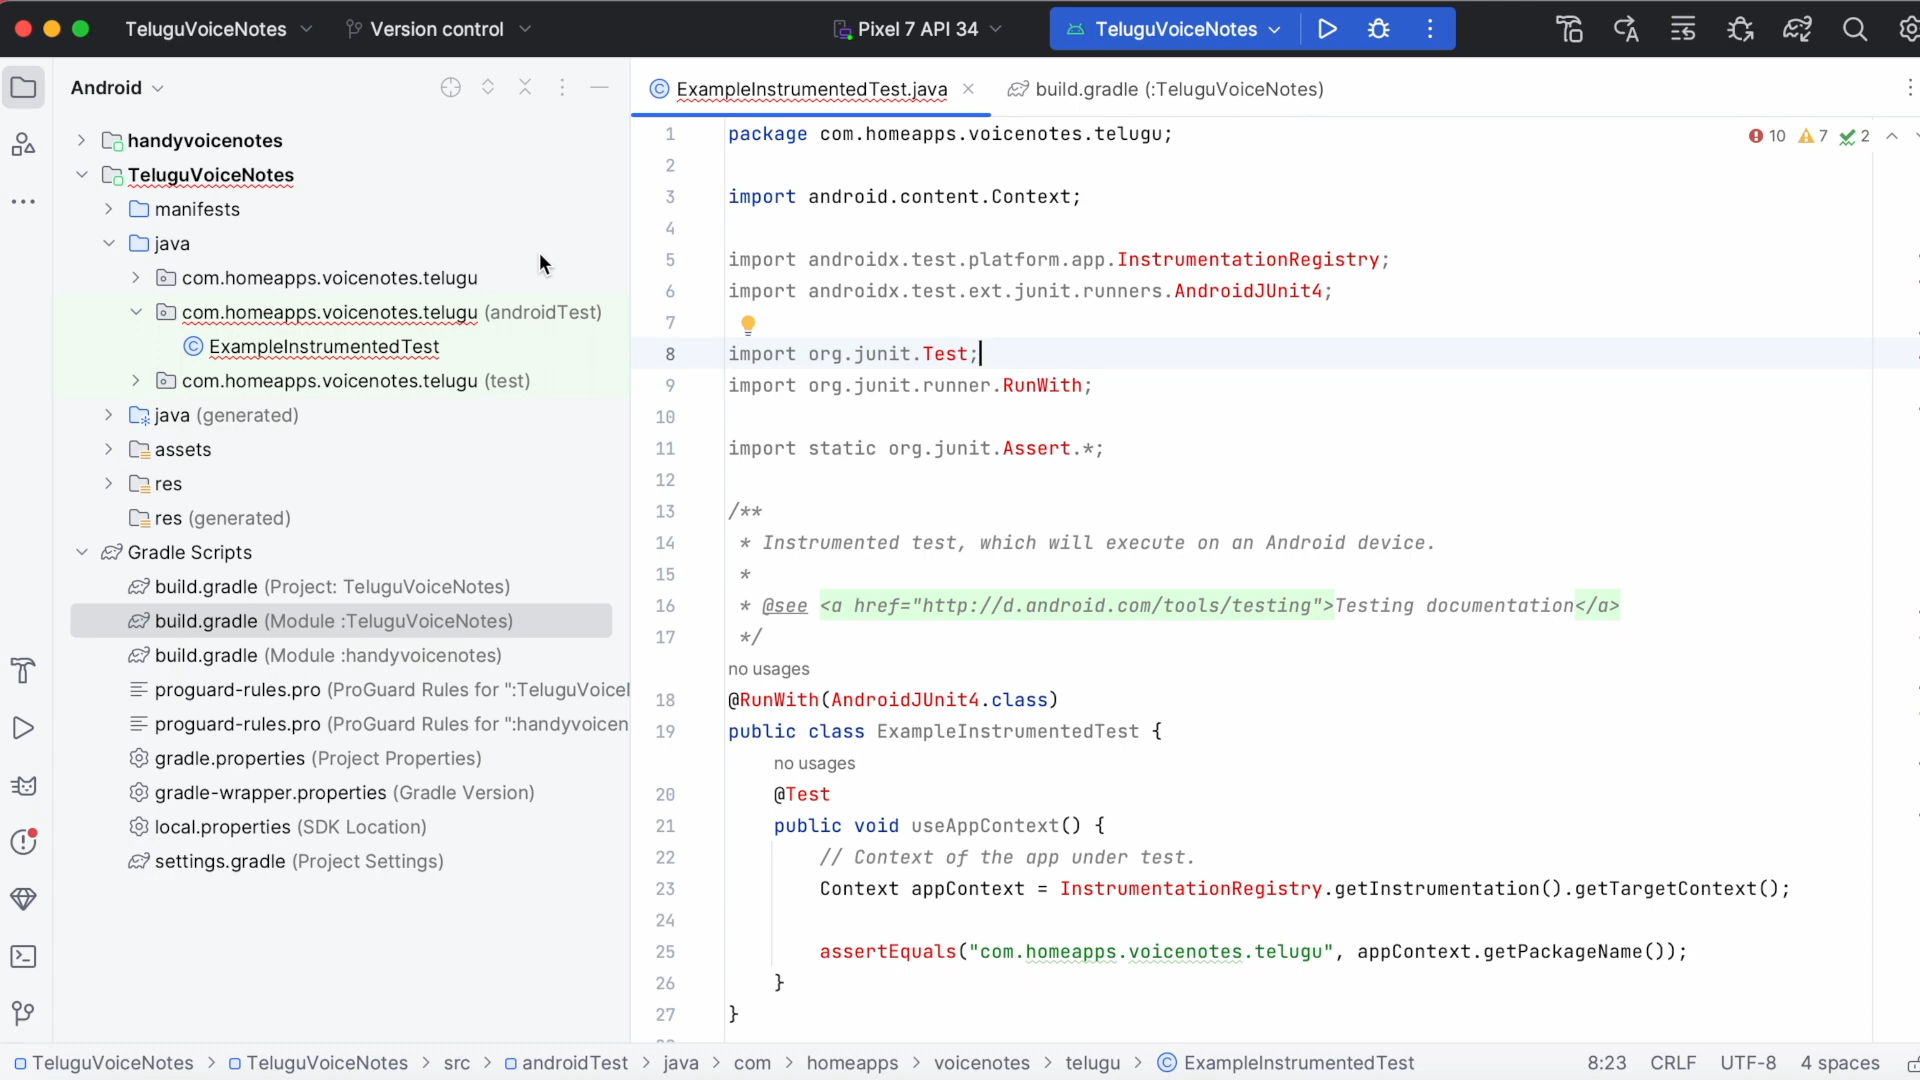 TeluguVoiceNotes
Version control
Pixel 7 API 34
TeluguVoiceNotes
Android
handyvoicenotes
TeluguVoiceNotes
manifests
java
com.homeapps.voicenotes.telugu
com.homeapps.voicenotes.telugu (androidTest)
ExampleInstrumentedTest
com.homeapps.voicenotes.telugu (test)
java (generated)
assets
res
res (generated)
Gradle Scripts
build.gradle (Project: TeluguVoiceNotes)
build.gradle (Module :TeluguVoiceNotes)
build.gradle (Module :handyvoicenotes)
proguard-rules.pro (ProGuard Rules for ":TeluguVoicel
proguard-rules.pro (ProGuard Rules for ":handyvoicen
gradle.properties (Project Properties)
gradle-wrapper.properties (Gradle Version)
local.properties (SDK Location)
settings.gradle (Project Settings)
ExampleInstrumentedTest.java
build.gradle (:TeluguVoiceNotes)
10 7 2
1 package com.homeapps.voicenotes.telugu;
2
3 import android.content.Context;
4
5 import androidx.test.platform.app.InstrumentationRegistry;
6 import androidx.test.ext.junit.runners.AndroidJUnit4;
7
8 import org.junit.Test;
9 import org.junit.runner.RunWith;
10
11 import static org.junit.Assert.*;
12
13 /**
14 * Instrumented test, which will execute on an Android device.
15 *
16 * @see <a href="http://d.android.com/tools/testing">Testing documentation</a>
17 */
no usages
18 @RunWith(AndroidJUnit4.class)
19 public class ExampleInstrumentedTest {
no usages
20 @Test
21 public void useAppContext() {
22 // Context of the app under test.
23 Context appContext = InstrumentationRegistry.getInstrumentation().getTargetContext();
24
25 assertEquals("com.homeapps.voicenotes.telugu", appContext.getPackageName());
26 }
27 }
TeluguVoiceNotes > TeluguVoiceNotes > src > androidTest > java > com > homeapps > voicenotes > telugu > ExampleInstrumentedTest
8:23 CRLF UTF-8 4 spaces